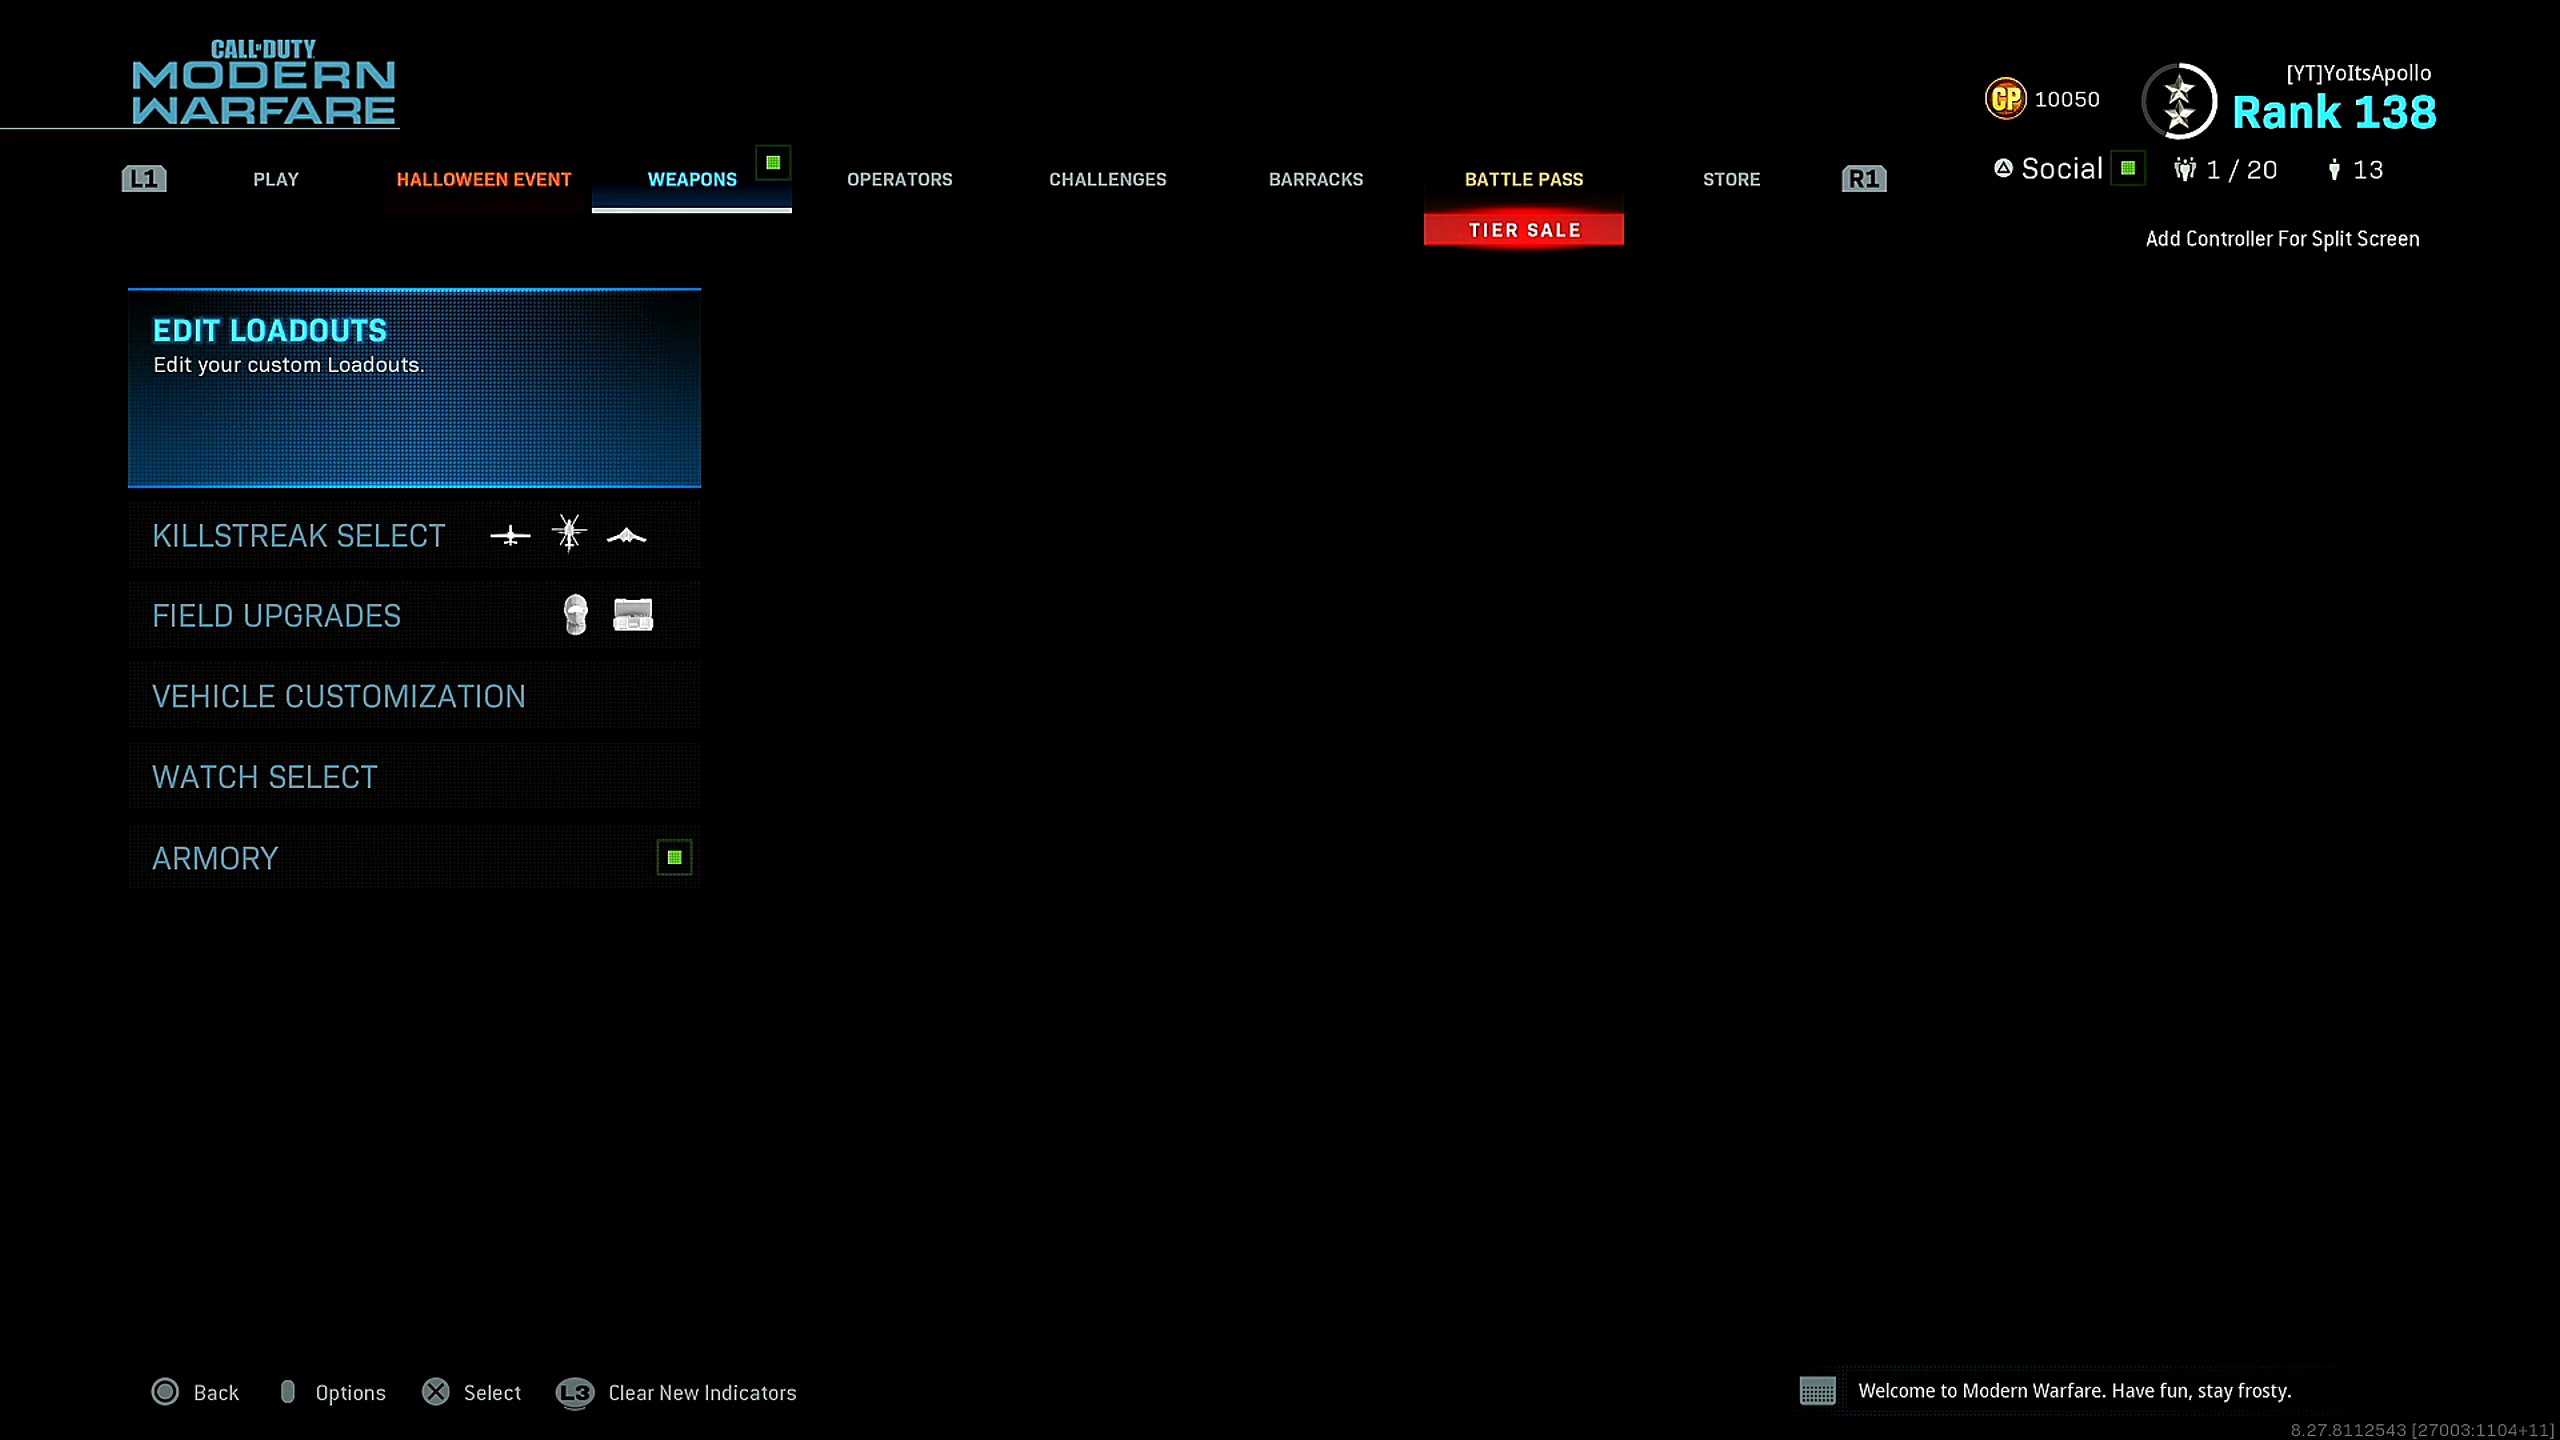 CALL OF DUTY
MODERN
WARFARE
CP 10050
[YT]YoItsApollo
Rank 138
L1 PLAY HALLOWEEN EVENT WEAPONS OPERATORS CHALLENGES BARRACKS BATTLE PASS STORE R1
Social 1 / 20 13
TIER SALE
Add Controller For Split Screen
EDIT LOADOUTS
Edit your custom Loadouts.
KILLSTREAK SELECT
FIELD UPGRADES
VEHICLE CUSTOMIZATION
WATCH SELECT
ARMORY
Back Options Select L3 Clear New Indicators
Welcome to Modern Warfare. Have fun, stay frosty.
8.27.8112543 [27003:1104+11]